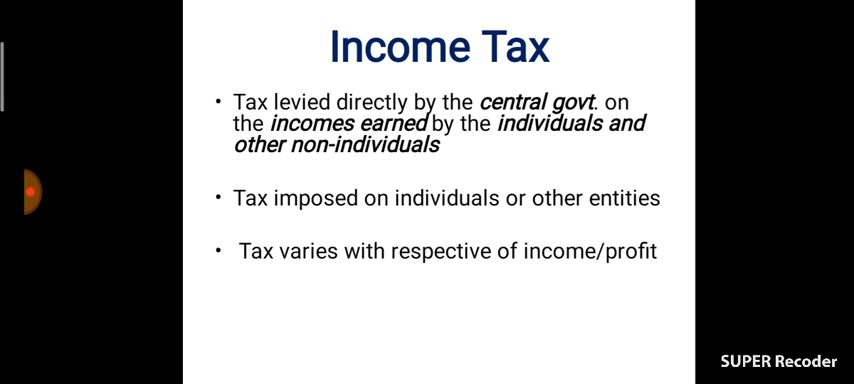 Income Tax
• Tax levied directly by the central govt. on
the incomes earned by the individuals and
other non-individuals
• Tax imposed on individuals or other entities
• Tax varies with respective of income/profit
SUPER Recoder